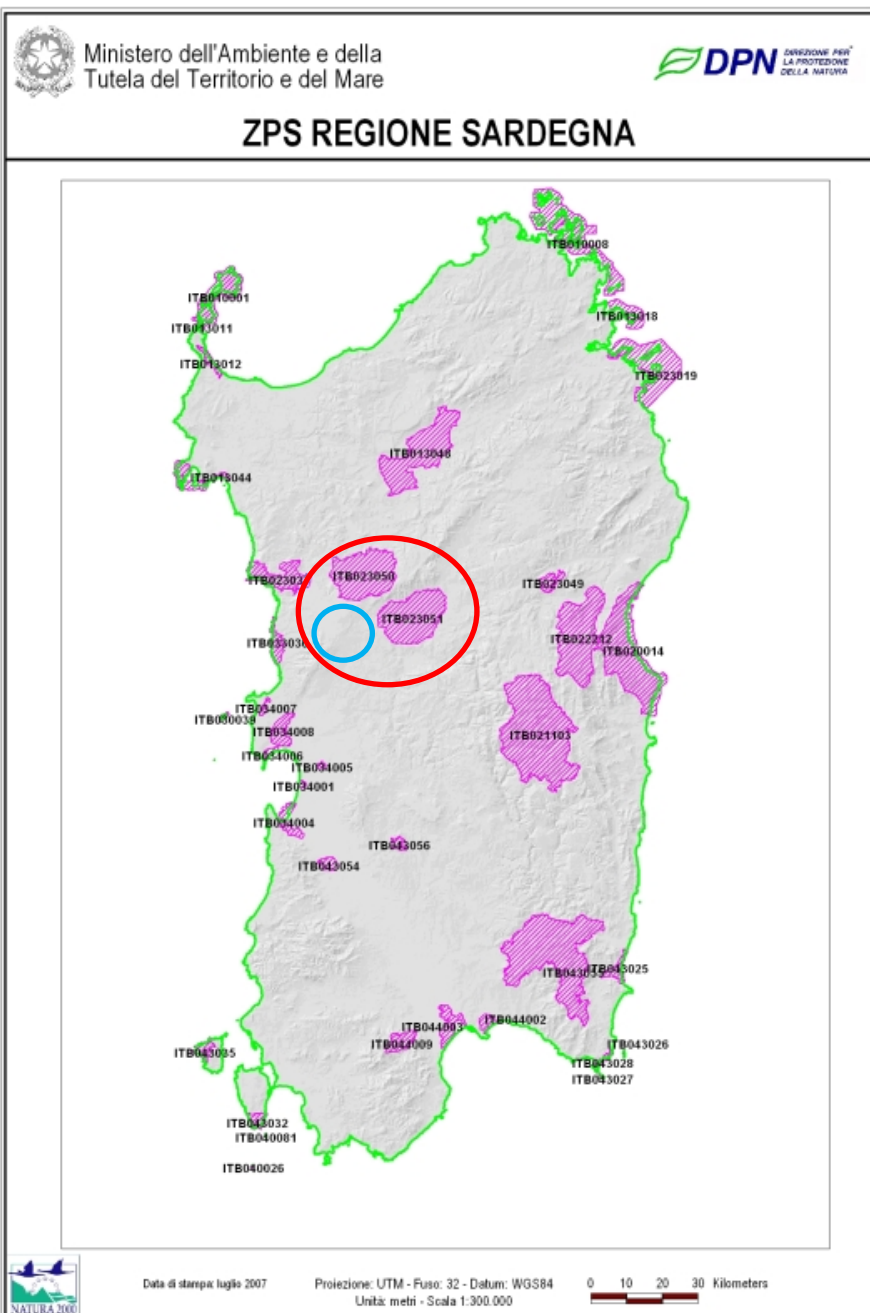 Ministero dell'Ambiente e della
Tutela del Territorio e del Mare
DPN DIREZIONE PER
LA PROTEZIONE
DELLA NATURA
ZPS REGIONE SARDEGNA
ITB010008
ITB010001
ITB013018
ITB013011
ITB013012
ITB023019
ITB013048
ITB013044
ITB023050
ITB02303
ITB023049
ITB023051
ITB033036
ITB022212
ITB020014
ITB034007
ITB030039
ITB034008
ITB021103
ITB034006
ITB034005
ITB034001
ITB034004
ITB043056
ITB043054
ITB043025
ITB044002
ITB044003
ITB044009
ITB043026
ITB043035
ITB043028
ITB043027
ITB043032
ITB040081
ITB040026
NATURA 2000
Data di stampa: luglio 2007
Proiezione: UTM - Fuso: 32 - Datum: WGS84
Unità: metri - Scala 1:300.000
0 10 20 30 Kilometers